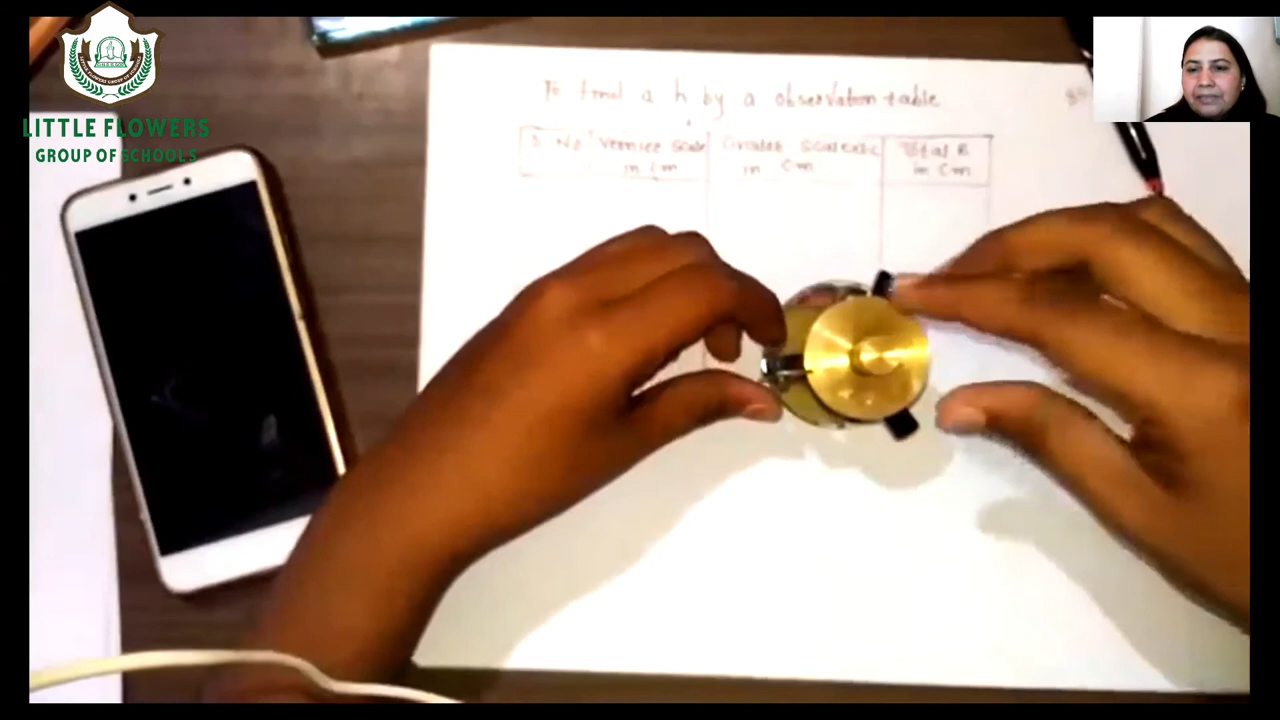 LITTLE FLOWERS
GROUP OF SCHOOLS
To find a h by a observation table
S. No Vernice scale in cm
Circular scale in cm
Total R in cm